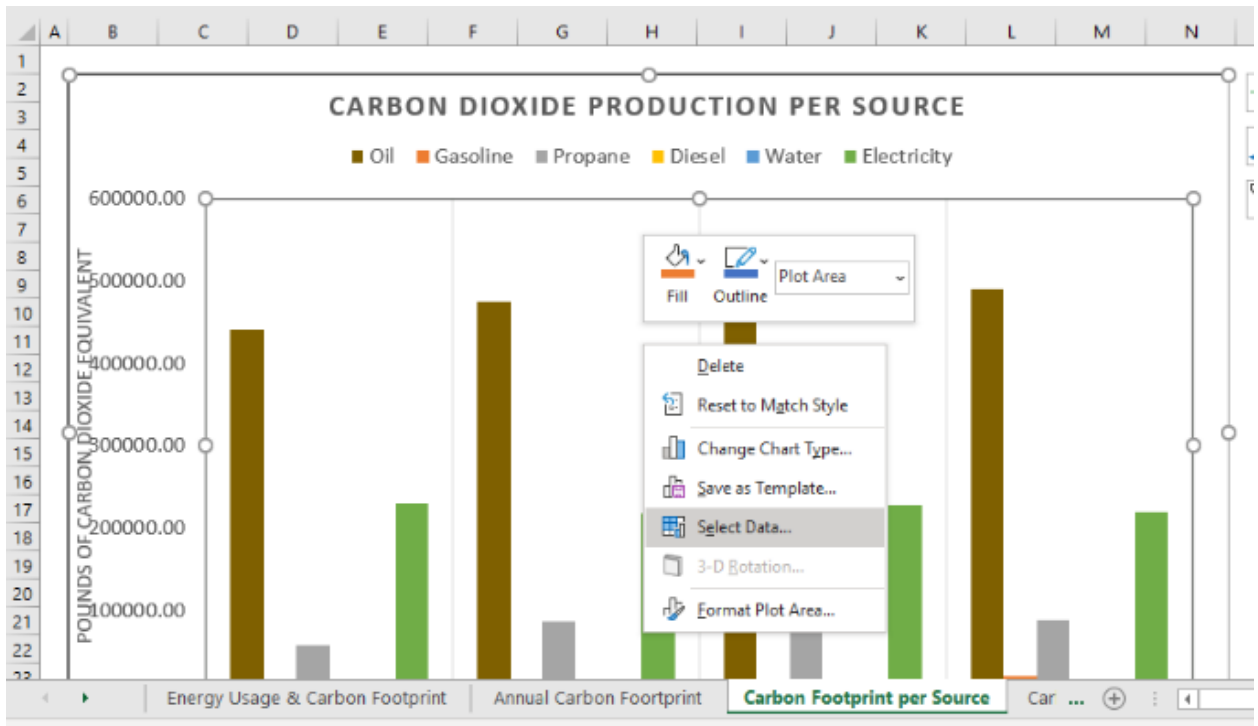 A B C D E F G H I J K L M N
1
2
3
4
5
6
7
8
9
10
11
12
13
14
15
16
17
18
19
20
21
22
23
CARBON DIOXIDE PRODUCTION PER SOURCE
Oil Gasoline Propane Diesel Water Electricity
POUNDS OF CARBON DIOXIDE EQUIVALENT
600000.00
500000.00
400000.00
300000.00
200000.00
100000.00
Fill Outline Plot Area
Delete
Reset to Match Style
Change Chart Type...
Save as Template...
Select Data...
3-D Rotation...
Format Plot Area...
Energy Usage & Carbon Footprint Annual Carbon Foortprint Carbon Footprint per Source Car ...